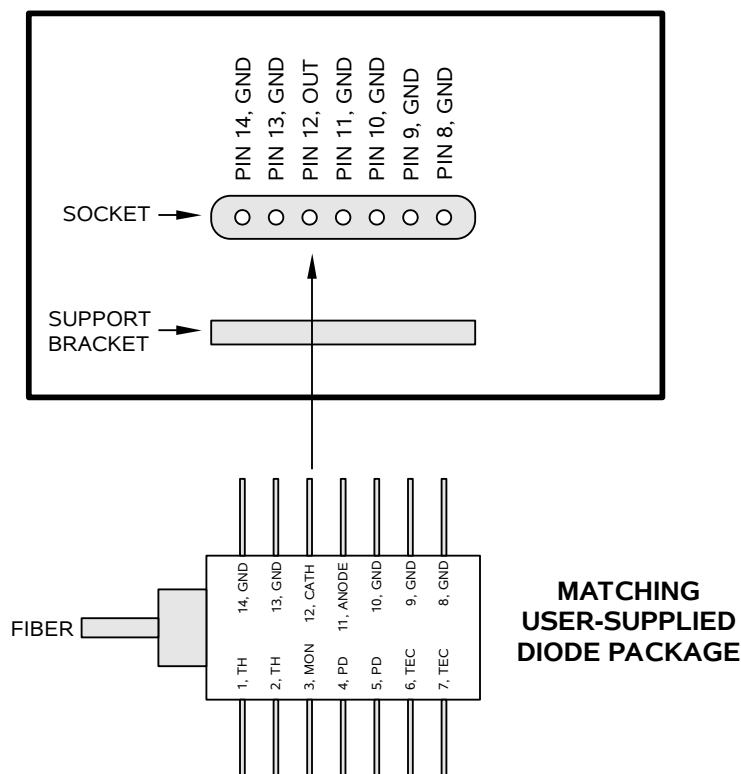 PIN 14, GND
PIN 13, GND
PIN 12, OUT
PIN 11, GND
PIN 10, GND
PIN 9, GND
PIN 8, GND
SOCKET
SUPPORT
BRACKET
14, GND
13, GND
12, CATH
11, ANODE
10, GND
9, GND
8, GND
FIBER
1, TH
2, TH
3, MON
4, PD
5, PD
6, TEC
7, TEC
MATCHING
USER-SUPPLIED
DIODE PACKAGE